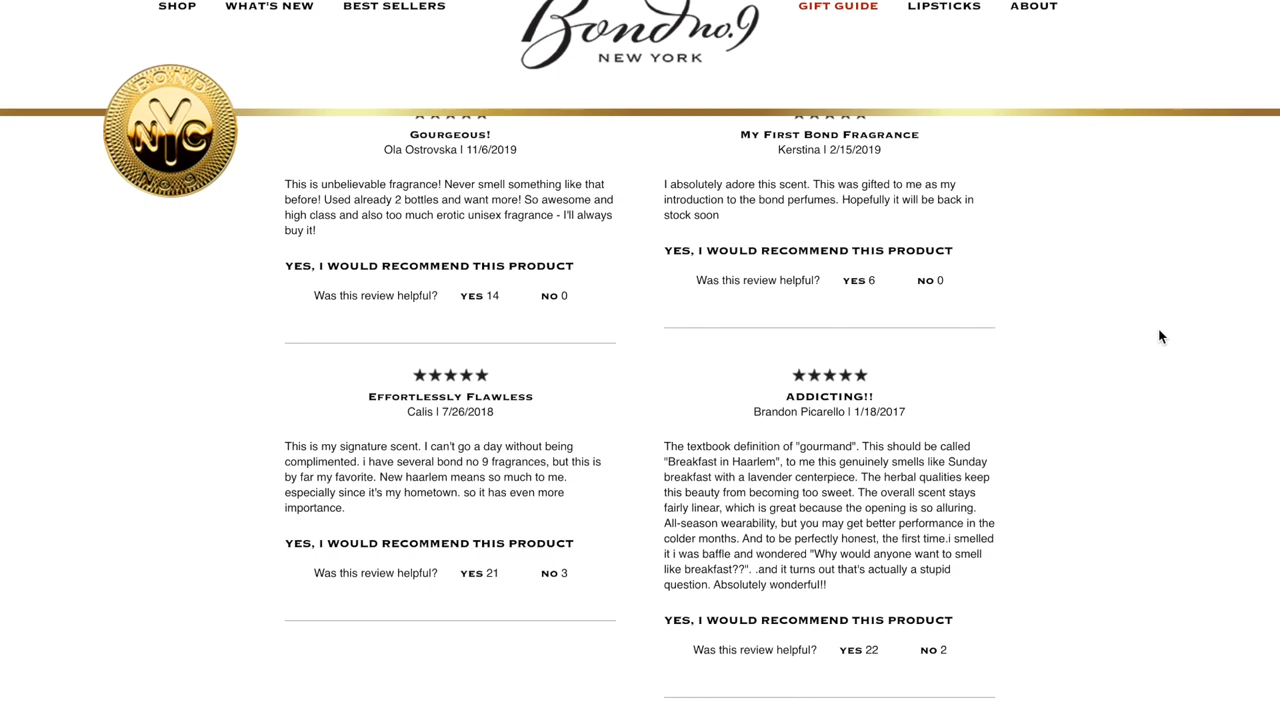 SHOP WHAT'S NEW BEST SELLERS
Bond no.9
NEW YORK
GIFT GUIDE LIPSTICKS ABOUT
BOND
NYC
No. 9
GOURGEOUS!
Ola Ostrovska | 11/6/2019
This is unbelievable fragrance! Never smell something like that
before! Used already 2 bottles and want more! So awesome and
high class and also too much erotic unisex fragrance - I'll always
buy it!
YES, I WOULD RECOMMEND THIS PRODUCT
Was this review helpful? YES 14 NO 0
MY FIRST BOND FRAGRANCE
Kerstina | 2/15/2019
I absolutely adore this scent. This was gifted to me as my
introduction to the bond perfumes. Hopefully it will be back in
stock soon
YES, I WOULD RECOMMEND THIS PRODUCT
Was this review helpful? YES 6 NO 0
EFFORTLESSLY FLAWLESS
Calis | 7/26/2018
This is my signature scent. I can't go a day without being
complimented. i have several bond no 9 fragrances, but this is
by far my favorite. New haarlem means so much to me.
especially since it's my hometown. so it has even more
importance.
YES, I WOULD RECOMMEND THIS PRODUCT
Was this review helpful? YES 21 NO 3
ADDICTING!!
Brandon Picarello | 1/18/2017
The textbook definition of "gourmand". This should be called
"Breakfast in Haarlem", to me this genuinely smells like Sunday
breakfast with a lavender centerpiece. The herbal qualities keep
this beauty from becoming too sweet. The overall scent stays
fairly linear, which is great because the opening is so alluring.
All-season wearability, but you may get better performance in the
colder months. And to be perfectly honest, the first time.i smelled
it i was baffle and wondered "Why would anyone want to smell
like breakfast??". .and it turns out that's actually a stupid
question. Absolutely wonderful!!
YES, I WOULD RECOMMEND THIS PRODUCT
Was this review helpful? YES 22 NO 2